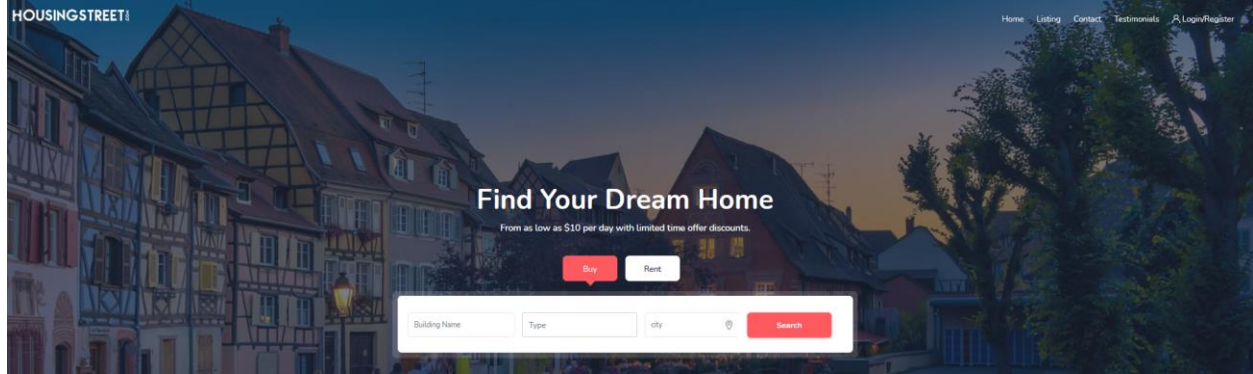 HOUSINGSTREET
Home Listing Contact Testimonials Login/Register
Find Your Dream Home
From as low as $10 per day with limited time offer discounts.
Buy Rent
Building Name Type city Search